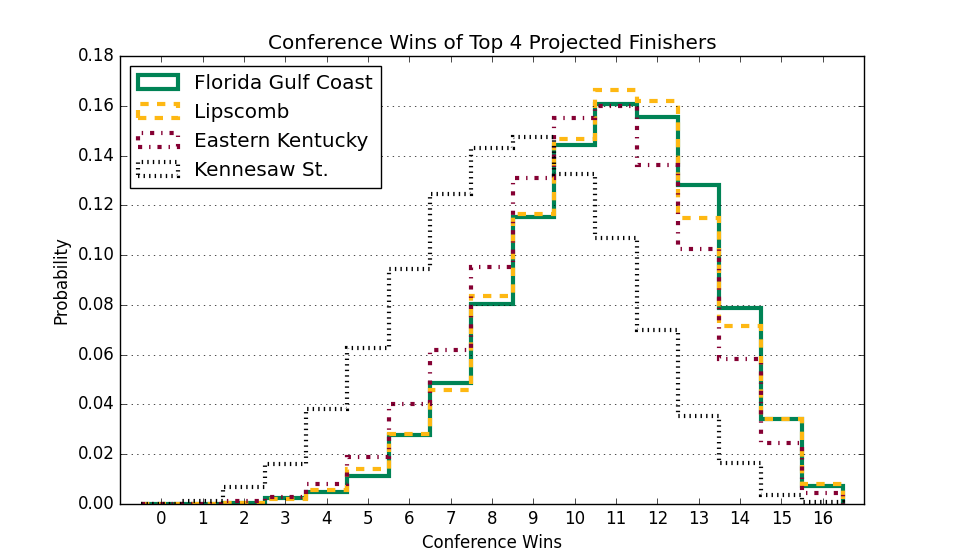 Conference Wins of Top 4 Projected Finishers
0.18
0.16
0.14
0.12
0.10
0.08
0.06
0.04
0.02
0.00
Probability
Florida Gulf Coast
Lipscomb
Eastern Kentucky
Kennesaw St.
0 1 2 3 4 5 6 7 8 9 10 11 12 13 14 15 16
Conference Wins